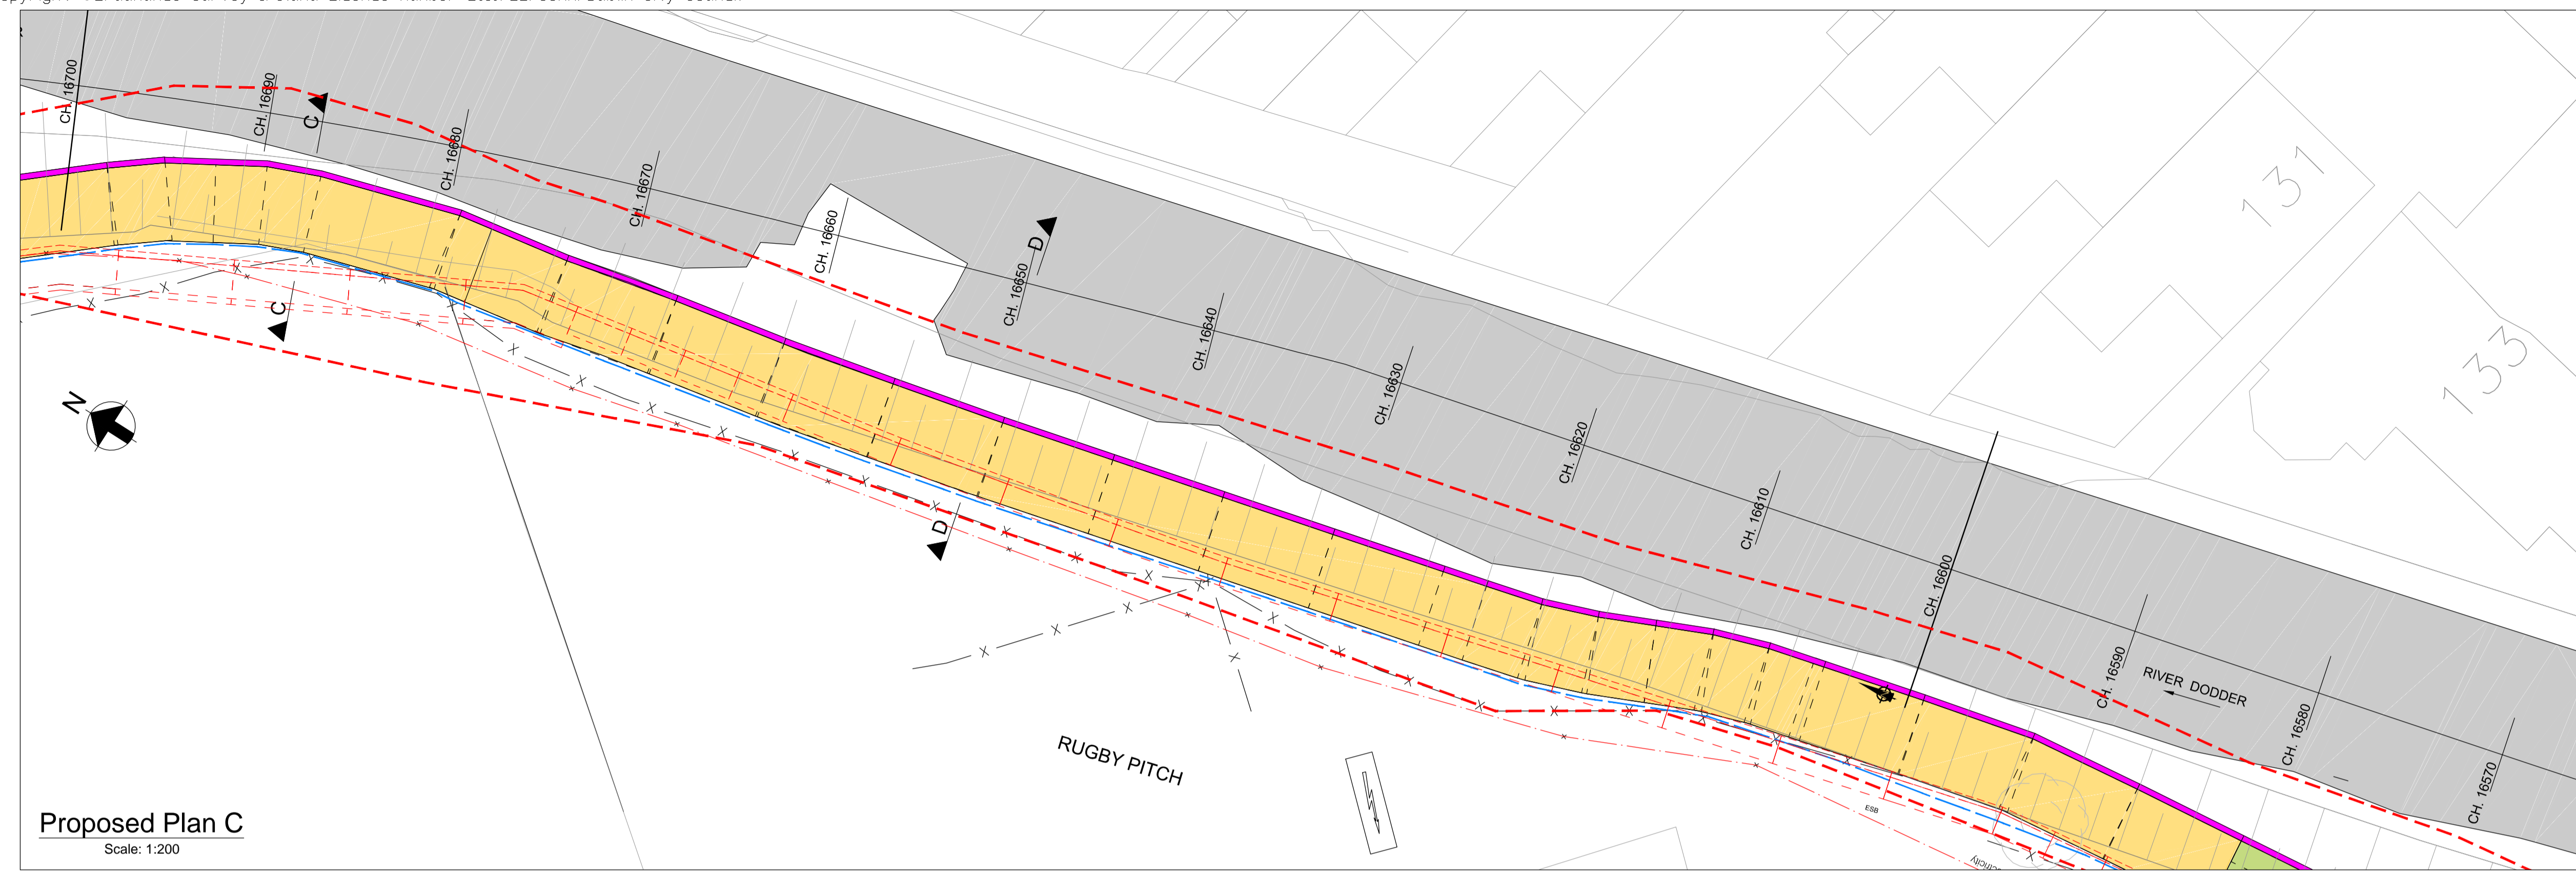 CH. 16700
CH. 16690
C
CH. 16680
CH. 16670
CH. 16660
D
CH. 16650
CH. 16640
CH. 16630
CH. 16620
CH. 16610
CH. 16600
CH. 16590
RIVER DODDER
CH. 16580
CH. 16570
131
133
C
N
D
RUGBY PITCH
ESB
Proposed Plan C
Scale: 1:200